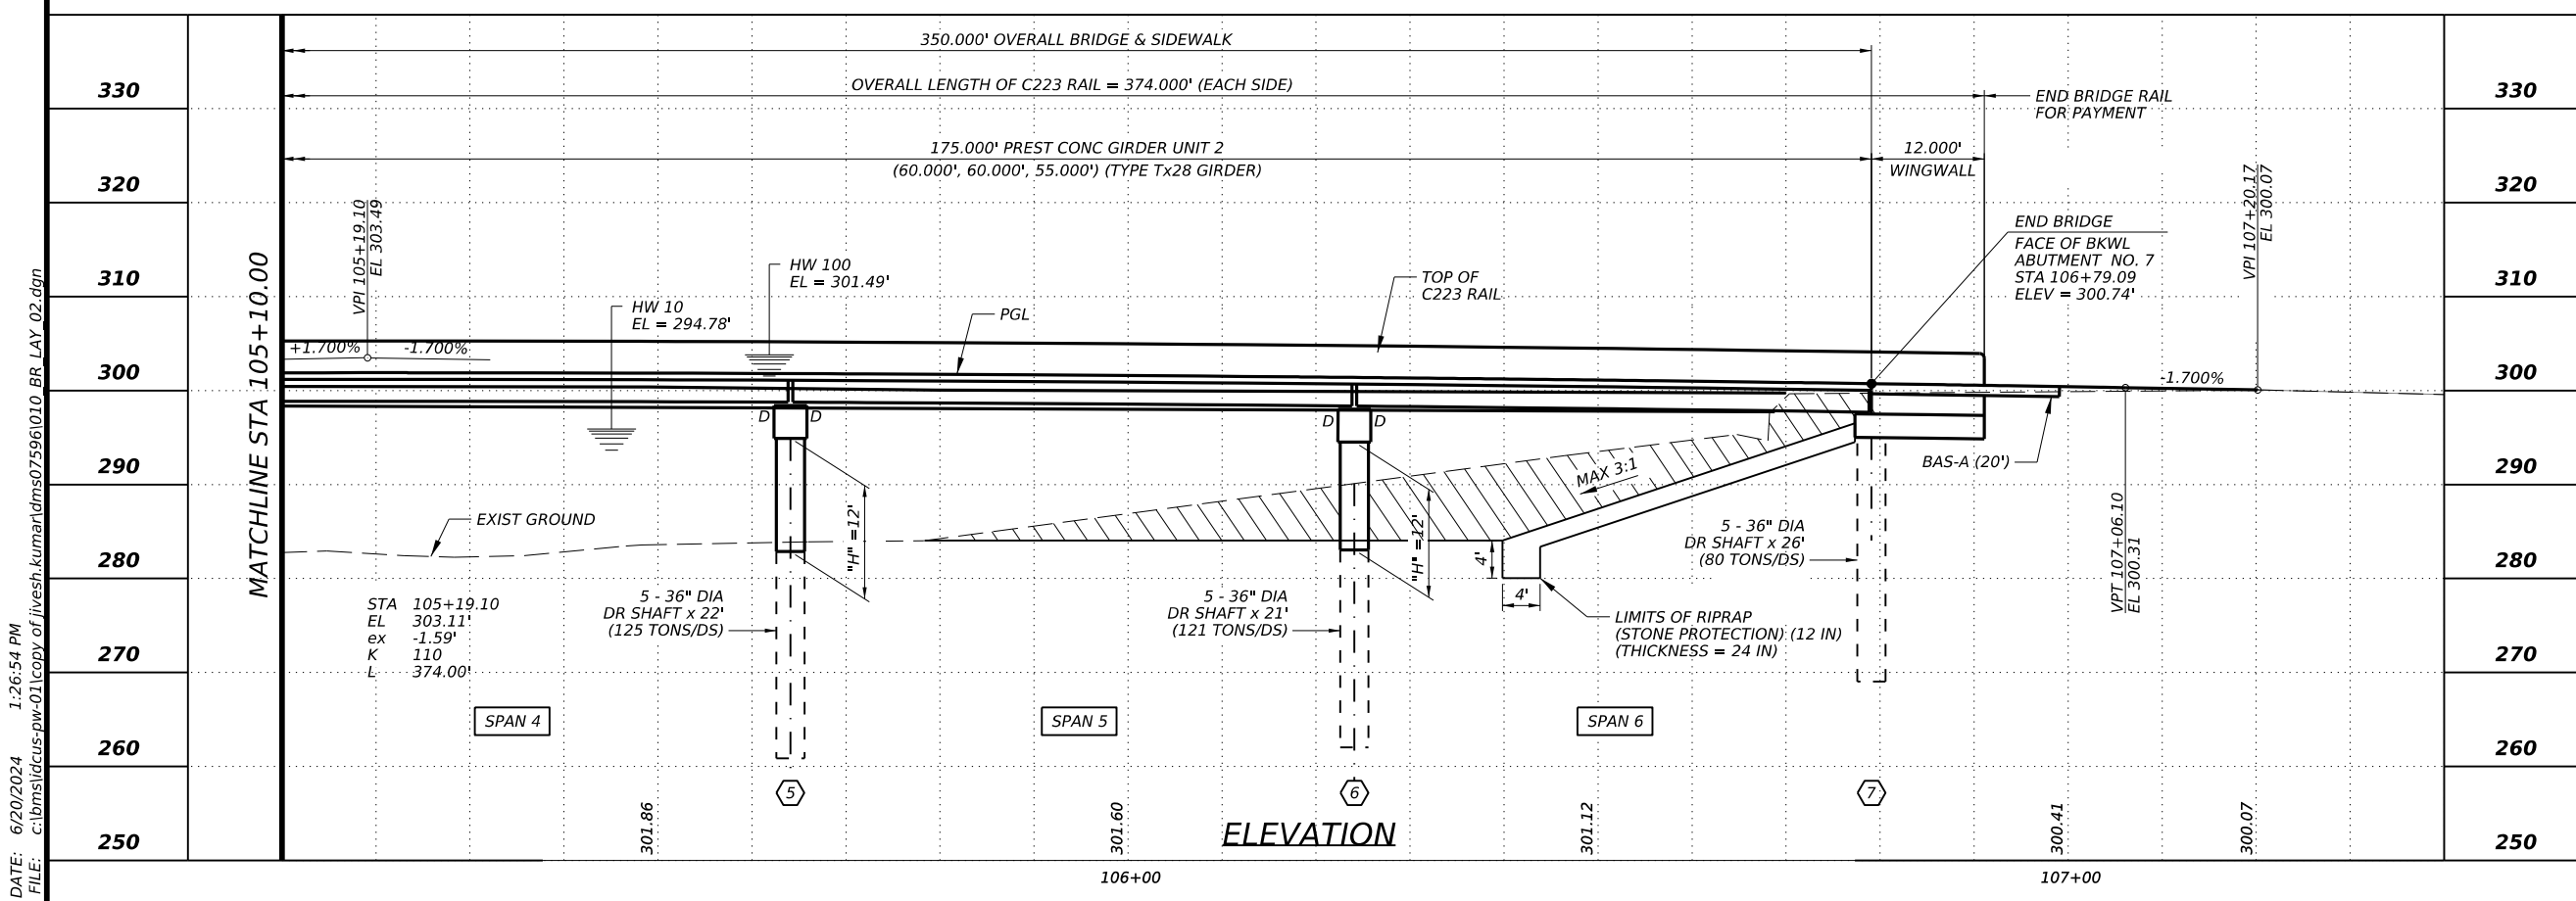 350.000' OVERALL BRIDGE & SIDEWALK
OVERALL LENGTH OF C223 RAIL = 374.000' (EACH SIDE)
END BRIDGE RAIL
FOR PAYMENT
175.000' PREST CONC GIRDER UNIT 2
(60.000', 60.000', 55.000') (TYPE Tx28 GIRDER)
12.000'
WINGWALL
330
320
310
300
290
280
270
260
250
330
320
310
300
290
280
270
260
250
MATCHLINE STA 105+10.00
VPI 105+19.10
EL 303.49
+1.700%
-1.700%
HW 10
EL = 294.78'
HW 100
EL = 301.49'
PGL
TOP OF
C223 RAIL
END BRIDGE
FACE OF BKWL
ABUTMENT NO. 7
STA 106+79.09
ELEV = 300.74'
VPI 107+20.17
EL 300.07
-1.700%
D
D
D
D
BAS-A (20')
MAX 3:1
EXIST GROUND
"H" =12'
"H" =12'
4'
4'
5 - 36" DIA
DR SHAFT x 26'
(80 TONS/DS)
VPT 107+06.10
EL 300.31
STA 105+19.10
EL 303.11'
ex -1.59'
K 110
L 374.00'
5 - 36" DIA
DR SHAFT x 22'
(125 TONS/DS)
5 - 36" DIA
DR SHAFT x 21'
(121 TONS/DS)
LIMITS OF RIPRAP
(STONE PROTECTION) (12 IN)
(THICKNESS = 24 IN)
SPAN 4
SPAN 5
SPAN 6
5
6
7
301.86
301.60
301.12
300.41
300.07
ELEVATION
106+00
107+00
DATE: 6/20/2024 1:26:54 PM
FILE: c:\bms\idcus-pw-01\copy of jivesh.kumar\dms07596\010_BR_LAY_02.dgn